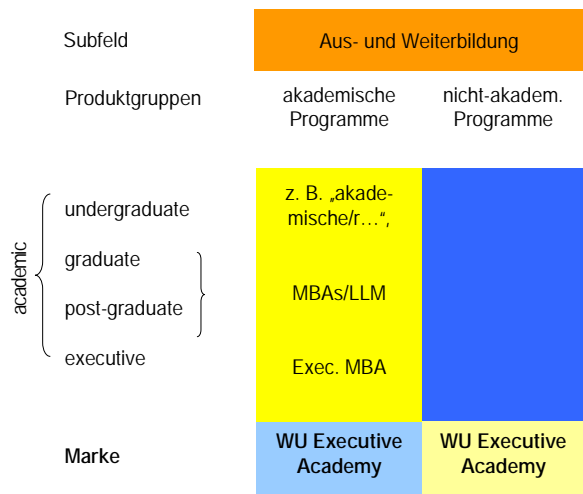 Subfeld
Aus- und Weiterbildung
Produktgruppen
akademische
Programme
nicht-akadem.
Programme
academic
undergraduate
graduate
post-graduate
executive
z. B. „akade-
mische/r…“,
MBAs/LLM
Exec. MBA
Marke
WU Executive
Academy
WU Executive
Academy